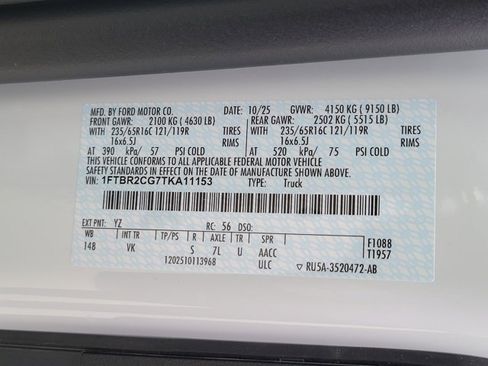 MFD. BY FORD MOTOR CO. 10/25 GVWR: 4150 KG ( 9150 LB)
FRONT GAWR: 2100 KG ( 4630 LB) REAR GAWR: 2502 KG ( 5515 LB)
WITH 235/65R16C 121/119R TIRES WITH 235/65R16C 121/119R TIRES
16x6.5J RIMS 16x6.5J RIMS
AT 390 kPa/ 57 PSI COLD AT 520 kPa/ 75 PSI COLD
THIS VEHICLE CONFORMS TO ALL APPLICABLE FEDERAL MOTOR VEHICLE
SAFETY STANDARDS IN EFFECT ON THE DATE OF MANUFACTURE SHOWN ABOVE.
VIN: 1FTBR2CG7TKA11153 TYPE: Truck
EXT PNT: YZ RC: 56 DSO:
WB INT TR TP/PS R AXLE TR SPR F1088
148 VK S 7L U AACC T1957
1202510113968 ULC ▽ RU5A-3520472-AB